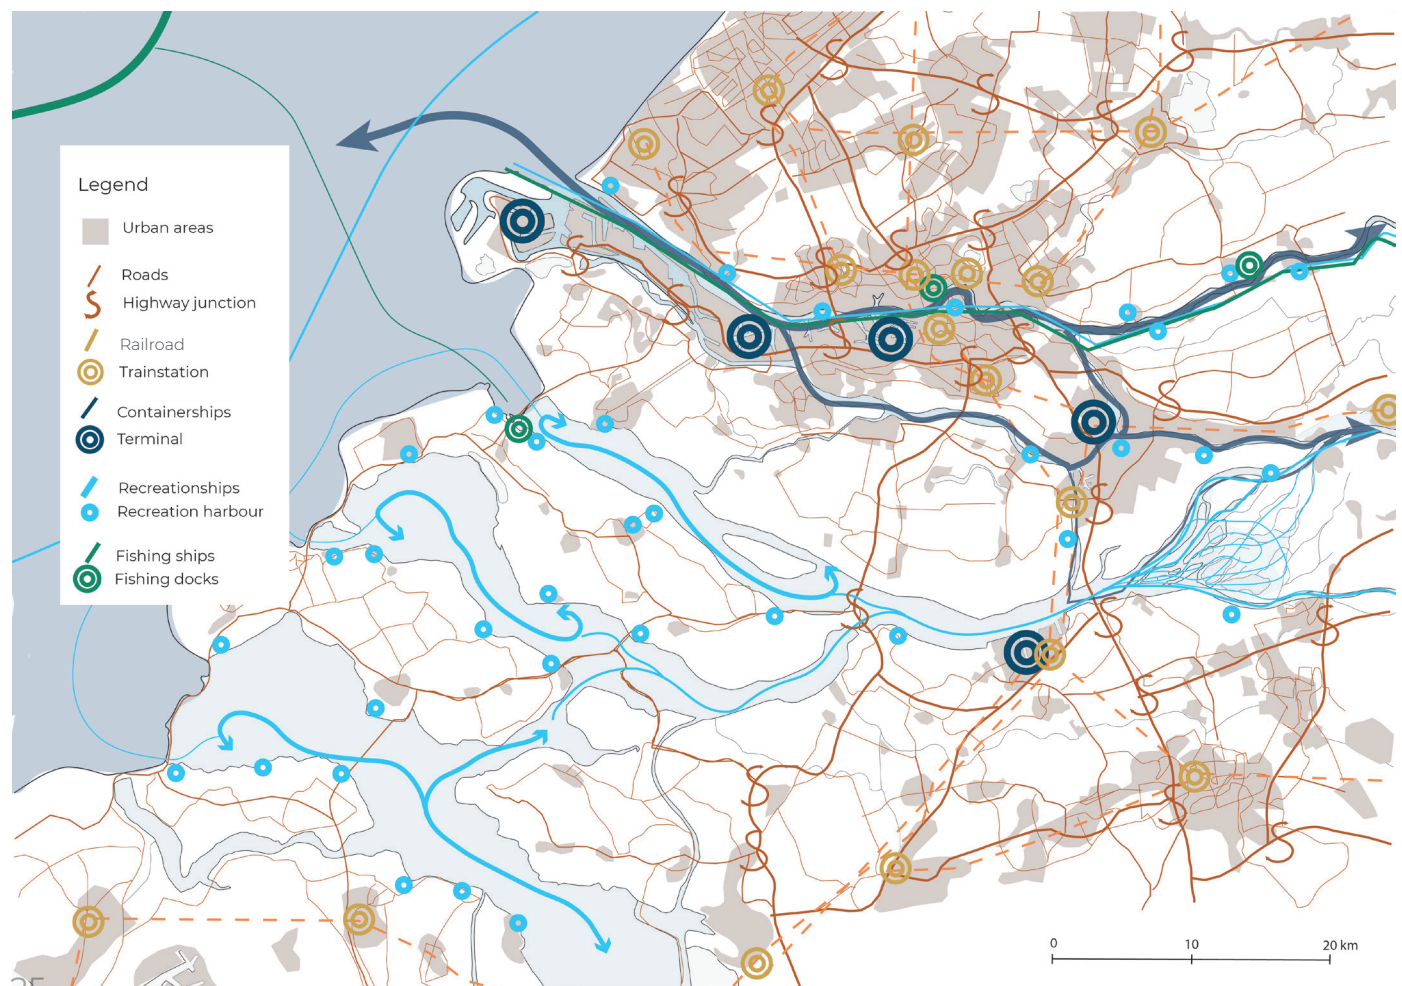 Legend
Urban areas
Roads
Highway junction
Railroad
Trainstation
Containerships
Terminal
Recreationships
Recreation harbour
Fishing ships
Fishing docks
0 10 20 km